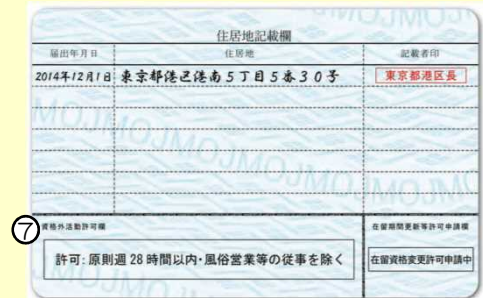 住居地記載欄
届出年月日 住居地 記載者印
2014年12月1日 東京都港区港南5丁目5番30号 東京都港区長
MOJMOJMOJMOJMOJMO
⑦ 資格外活動許可欄 在留期間更新等許可申請欄
許可:原則週28時間以内・風俗営業等の従事を除く 在留資格変更許可申請中